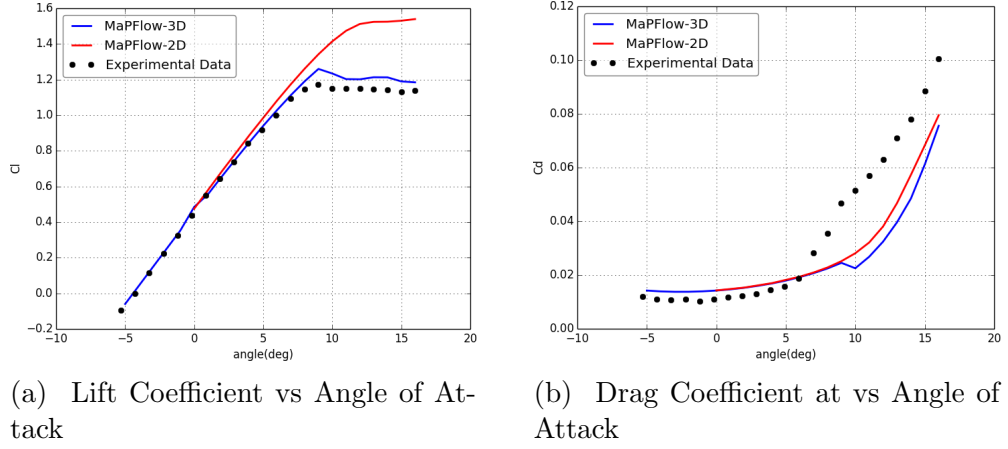 MaPFlow-3D
MaPFlow-2D
Experimental Data
Cl
1.6
1.4
1.2
1.0
0.8
0.6
0.4
0.2
0.0
−0.2
−10
−5
0
5
10
15
20
angle(deg)
(a) Lift Coefficient vs Angle of At-
tack
MaPFlow-3D
MaPFlow-2D
Experimental Data
Cd
0.12
0.10
0.08
0.06
0.04
0.02
0.00
−10
−5
0
5
10
15
20
angle(deg)
(b) Drag Coefficient at vs Angle of
Attack